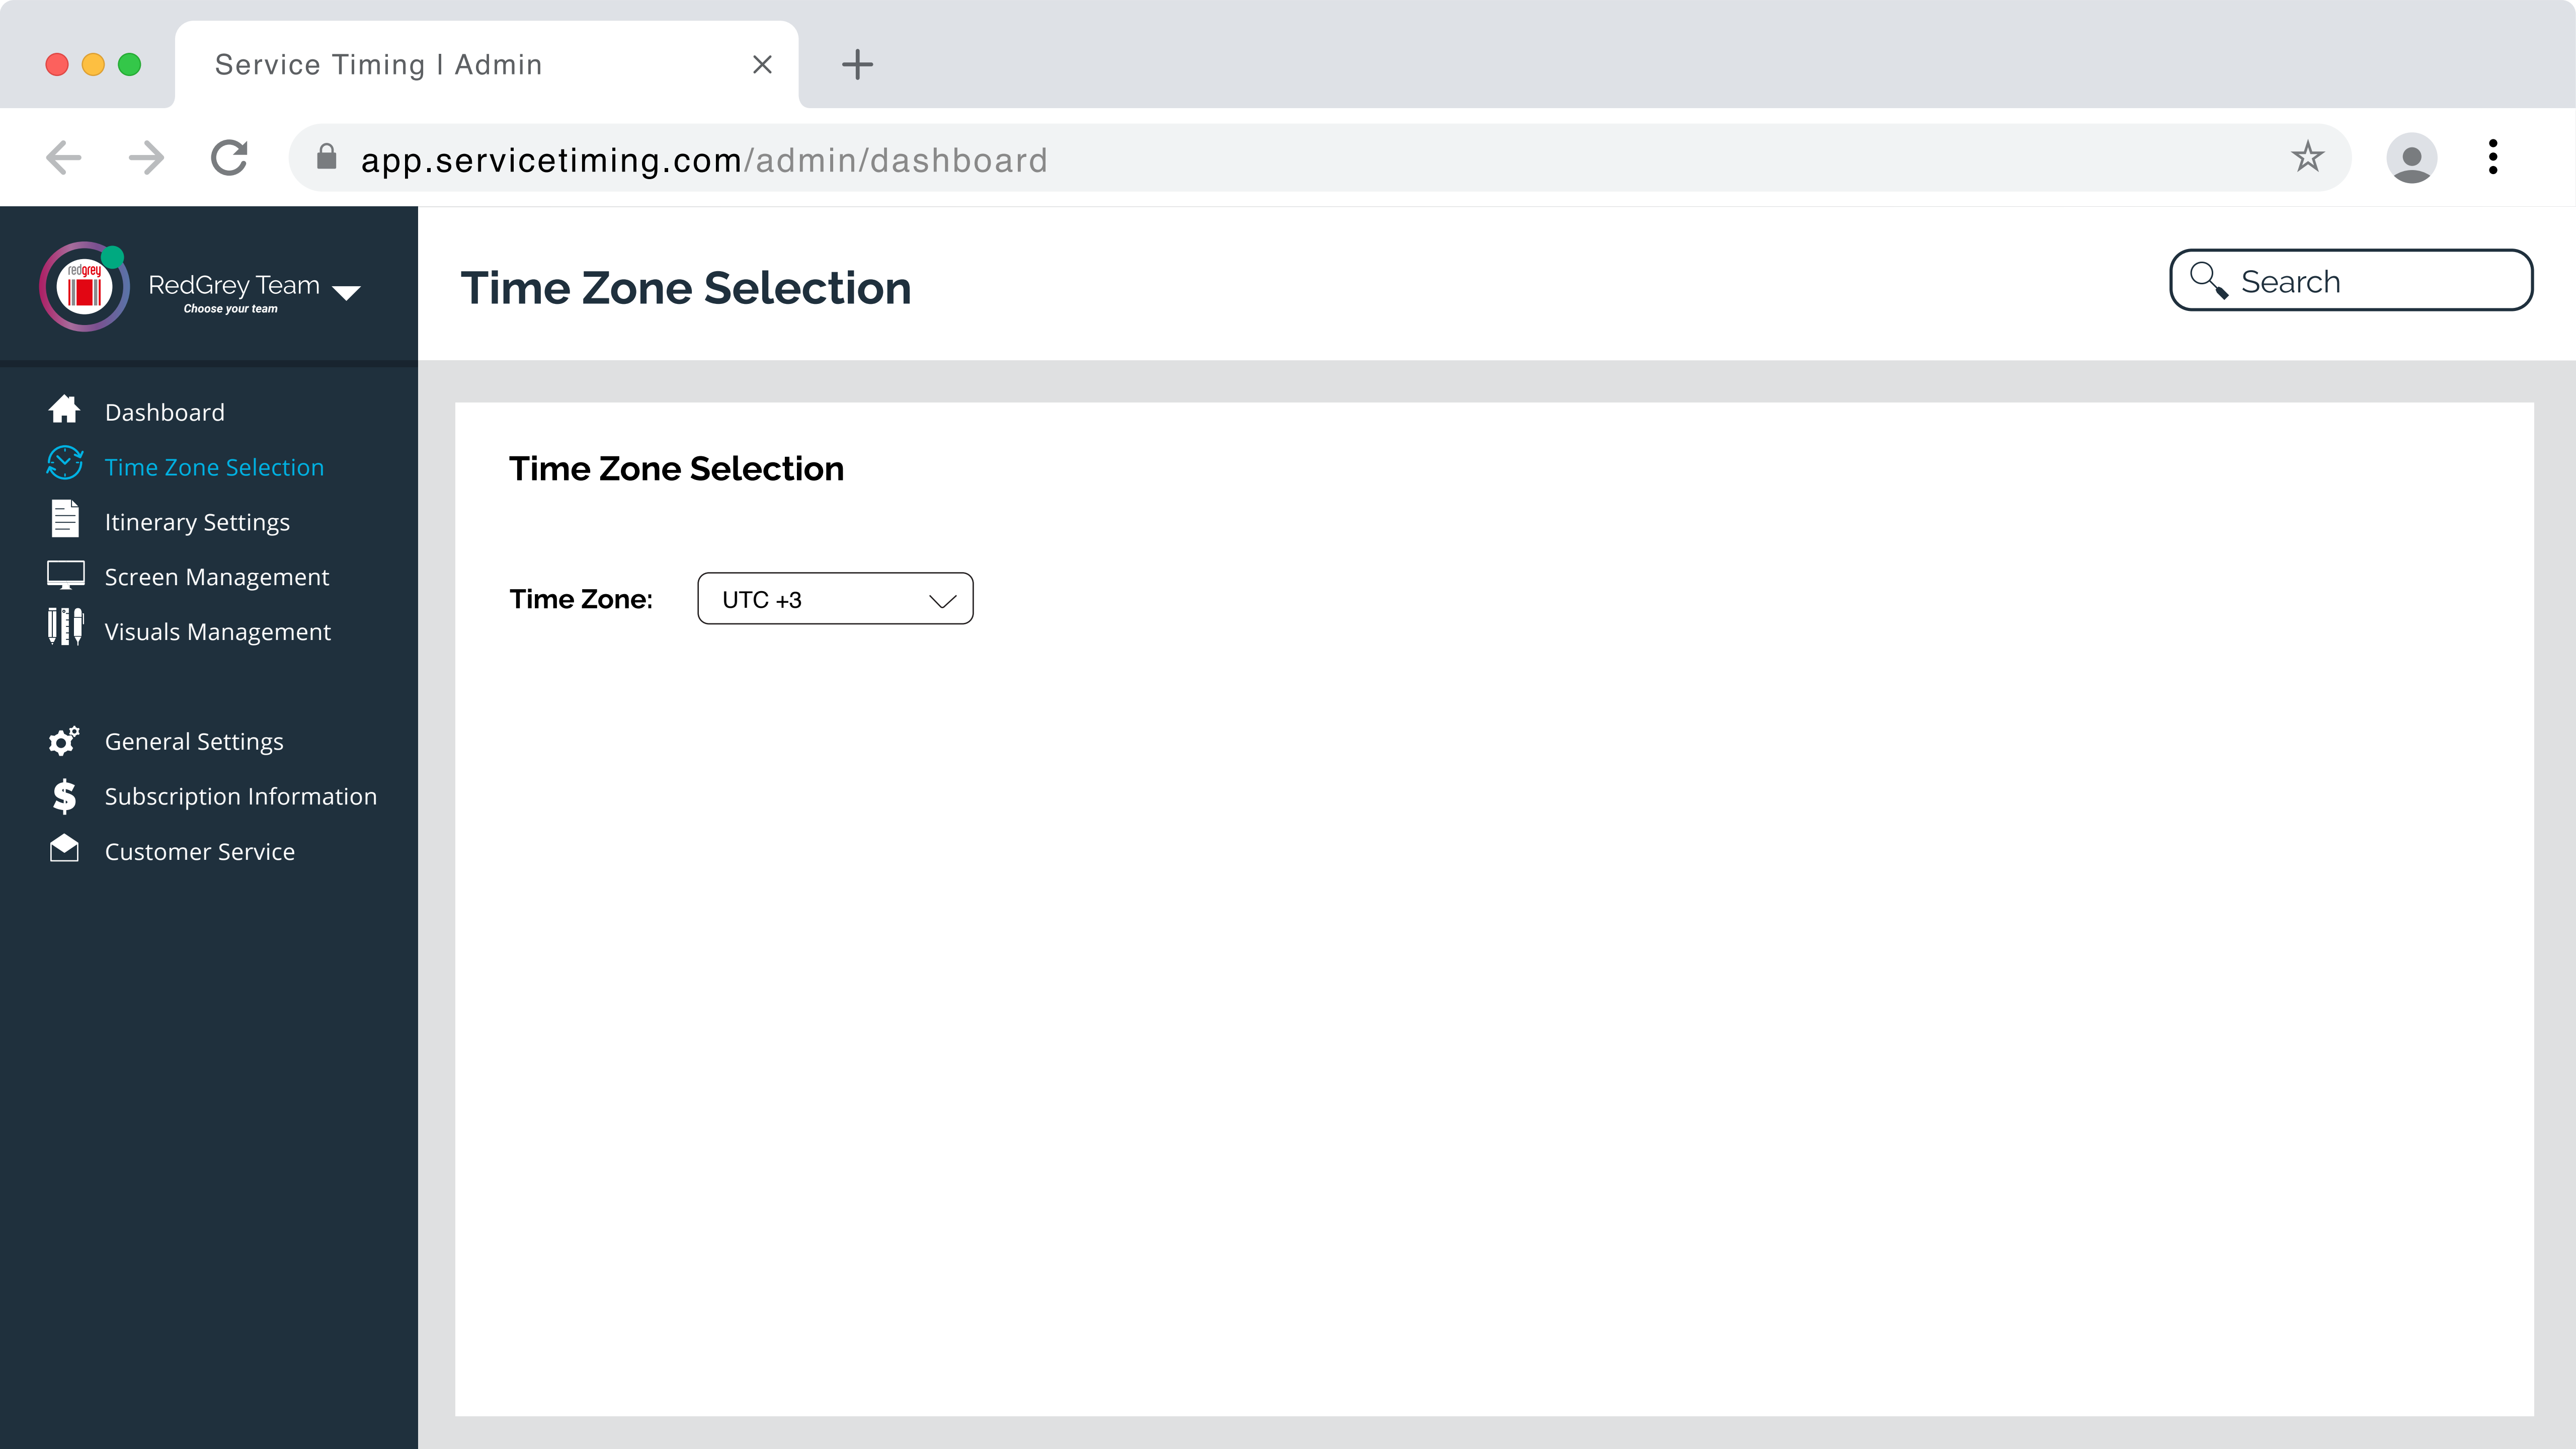 Service Timing | Admin
app.servicetiming.com/admin/dashboard
redgrey
RedGrey Team
Choose your team
Time Zone Selection
Search
Dashboard
Time Zone Selection
Itinerary Settings
Screen Management
Visuals Management
General Settings
Subscription Information
Customer Service
Time Zone Selection
Time Zone:
UTC +3